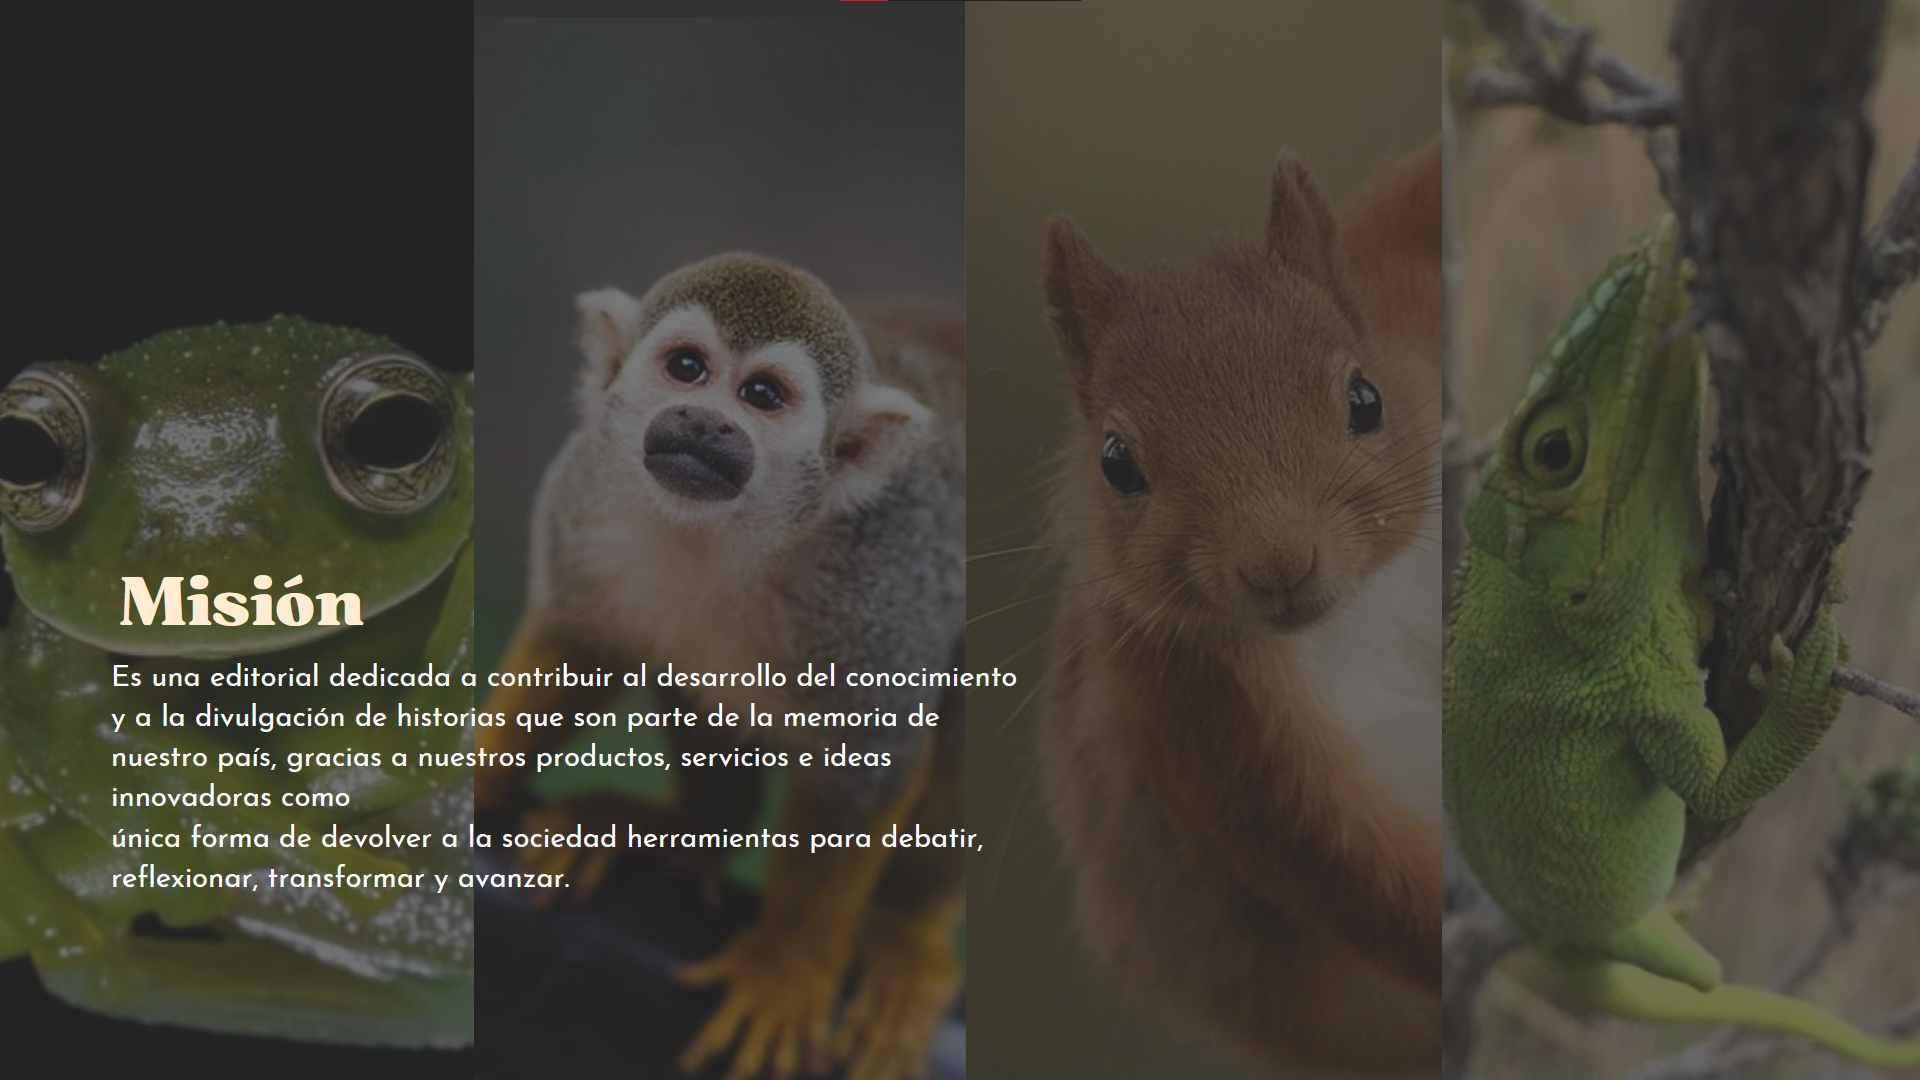 Misión
Es una editorial dedicada a contribuir al desarrollo del conocimiento
y a la divulgación de historias que son parte de la memoria de
nuestro país, gracias a nuestros productos, servicios e ideas
innovadoras como
única forma de devolver a la sociedad herramientas para debatir,
reflexionar, transformar y avanzar.